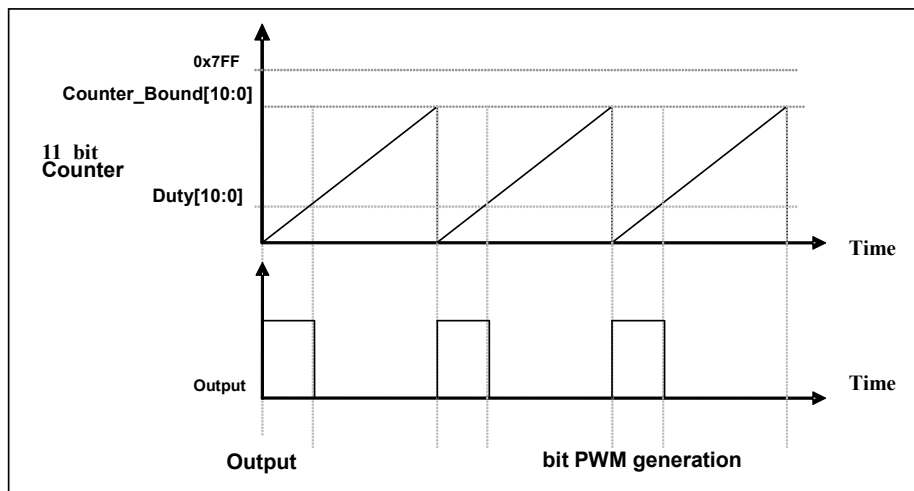 0x7FF
Counter_Bound[10:0]
11 bit
Counter
Duty[10:0]
Time
Output
Time
Output
bit PWM generation